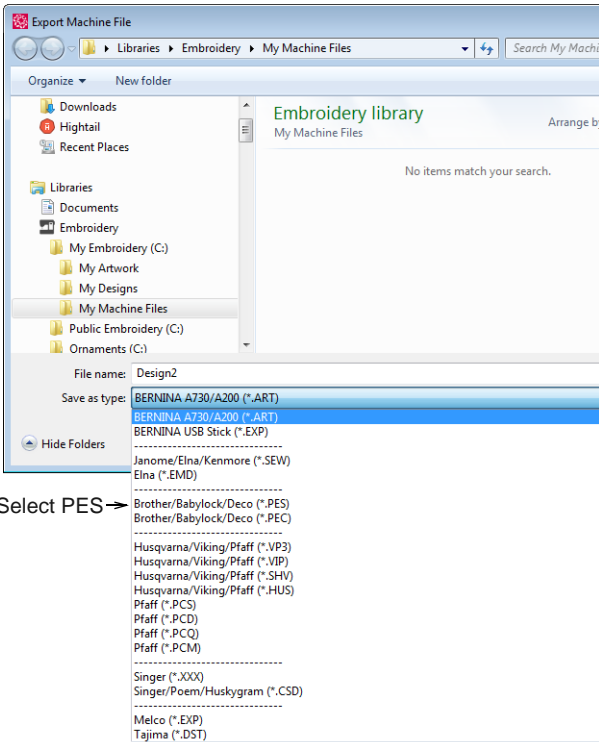 Export Machine File
Libraries Embroidery My Machine Files Search My Machi
Organize New folder
Downloads
Hightail
Recent Places
Libraries
Documents
Embroidery
My Embroidery (C:)
My Artwork
My Designs
My Machine Files
Public Embroidery (C:)
Ornaments (C:)
Embroidery library
My Machine Files
Arrange by
No items match your search.
File name: Design2
Save as type: BERNINA A730/A200 (*.ART)
Hide Folders
BERNINA A730/A200 (*.ART)
BERNINA USB Stick (*.EXP)
-------------------------------
Janome/Elna/Kenmore (*.SEW)
Elna (*.EMD)
-------------------------------
Select PES
Brother/Babylock/Deco (*.PES)
Brother/Babylock/Deco (*.PEC)
-------------------------------
Husqvarna/Viking/Pfaff (*.VP3)
Husqvarna/Viking/Pfaff (*.VIP)
Husqvarna/Viking/Pfaff (*.SHV)
Husqvarna/Viking/Pfaff (*.HUS)
Pfaff (*.PCS)
Pfaff (*.PCD)
Pfaff (*.PCQ)
Pfaff (*.PCM)
-------------------------------
Singer (*.XXX)
Singer/Poem/Huskygram (*.CSD)
-------------------------------
Melco (*.EXP)
Tajima (*.DST)